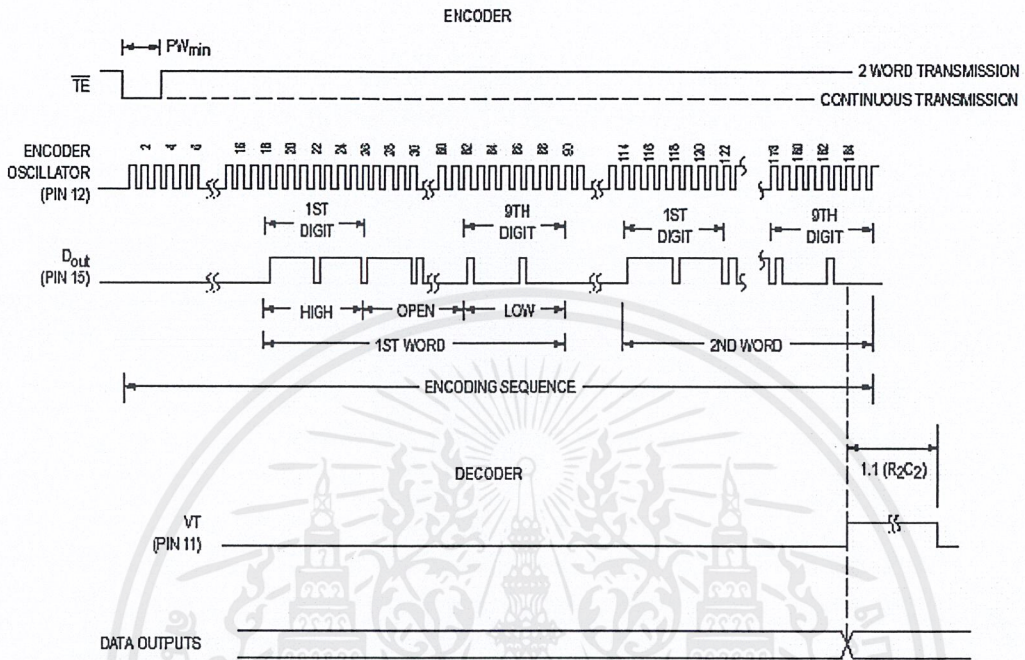 ENCODER
PWmin
TE
2 WORD TRANSMISSION
CONTINUOUS TRANSMISSION
ENCODER
OSCILLATOR
(PIN 12)
2 4 6 16 18 20 22 24 26 28 30 80 82 84 86 88 90 114 116 118 120 122 178 180 182 184
1ST
DIGIT
9TH
DIGIT
1ST
DIGIT
9TH
DIGIT
Dout
(PIN 15)
HIGH OPEN LOW
1ST WORD 2ND WORD
ENCODING SEQUENCE
DECODER
1.1 (R2C2)
VT
(PIN 11)
DATA OUTPUTS